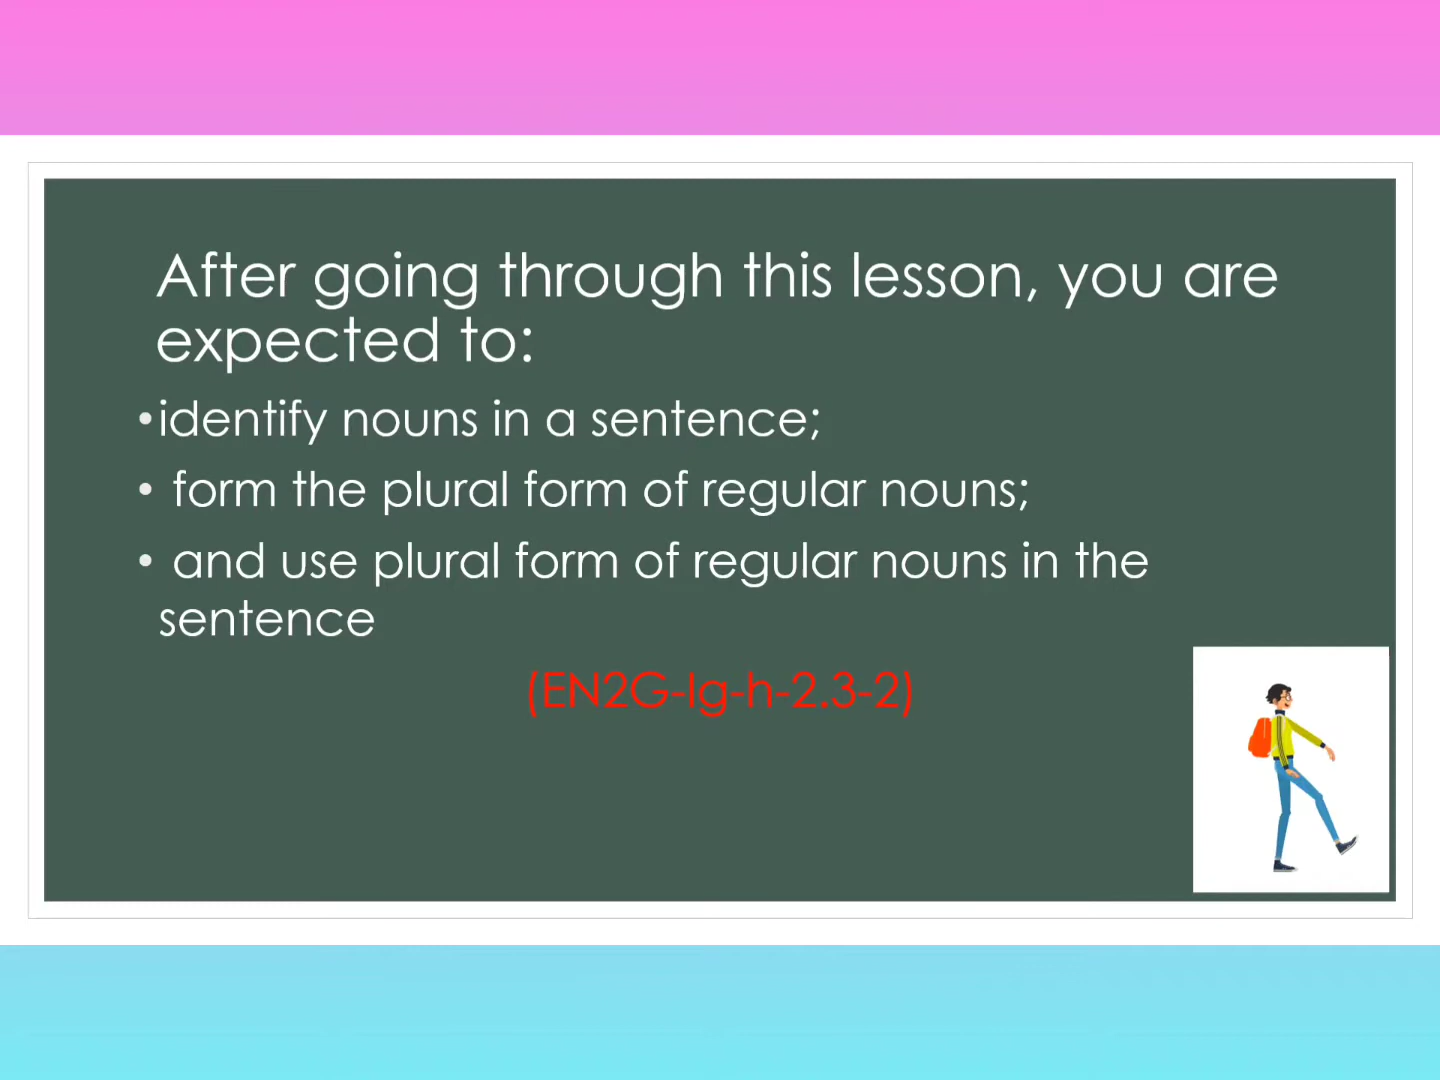 After going through this lesson, you are
expected to:
•identify nouns in a sentence;
• form the plural form of regular nouns;
• and use plural form of regular nouns in the
sentence
(EN2G-Ig-h-2.3-2)